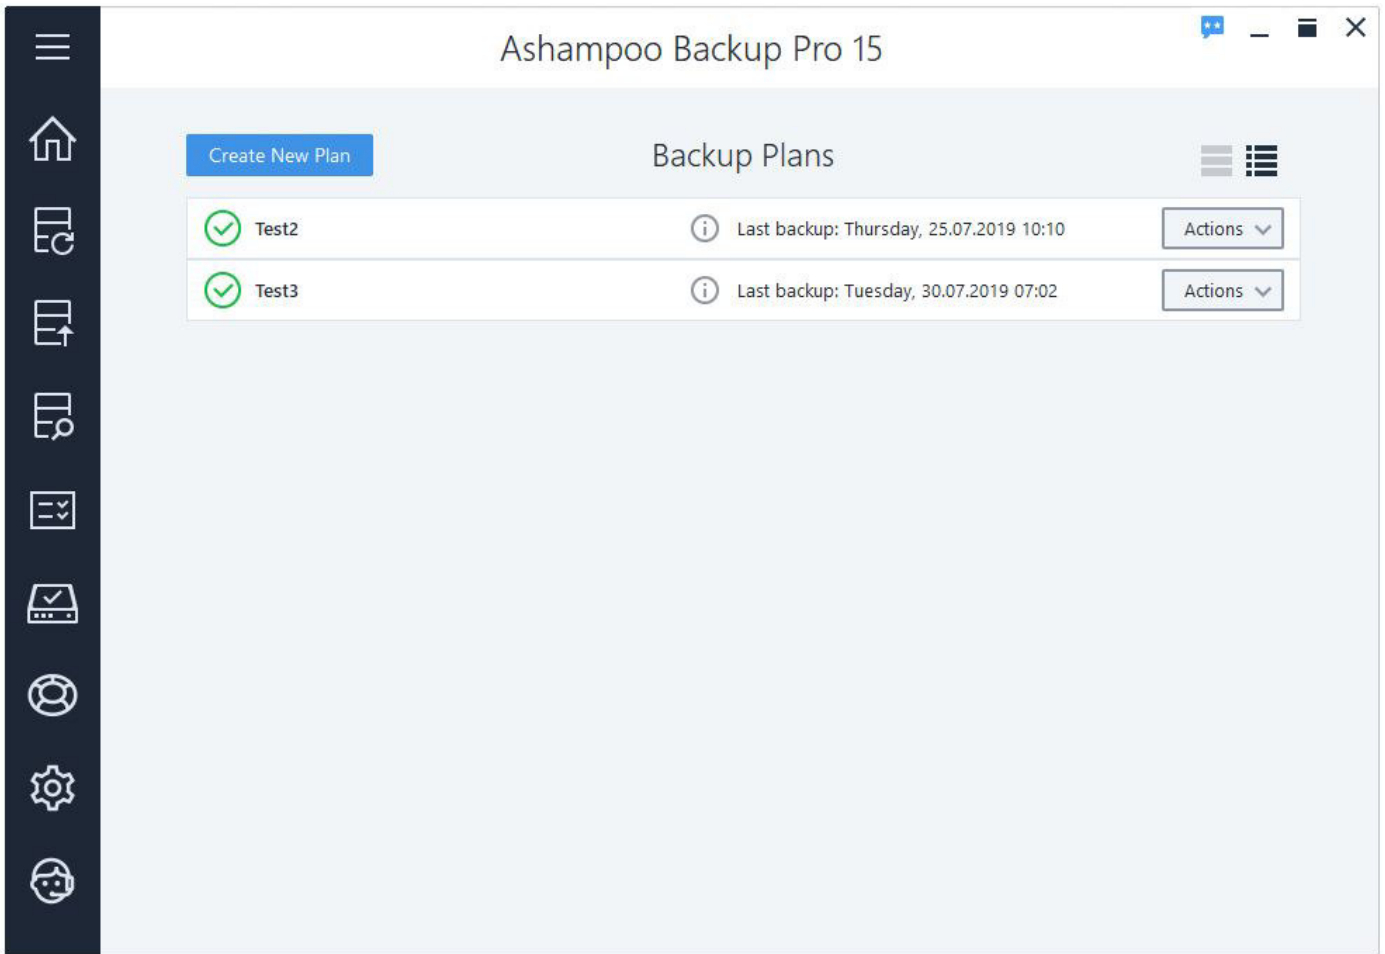 Ashampoo Backup Pro 15
Create New Plan
Backup Plans
Test2
Last backup: Thursday, 25.07.2019 10:10
Actions
Test3
Last backup: Tuesday, 30.07.2019 07:02
Actions